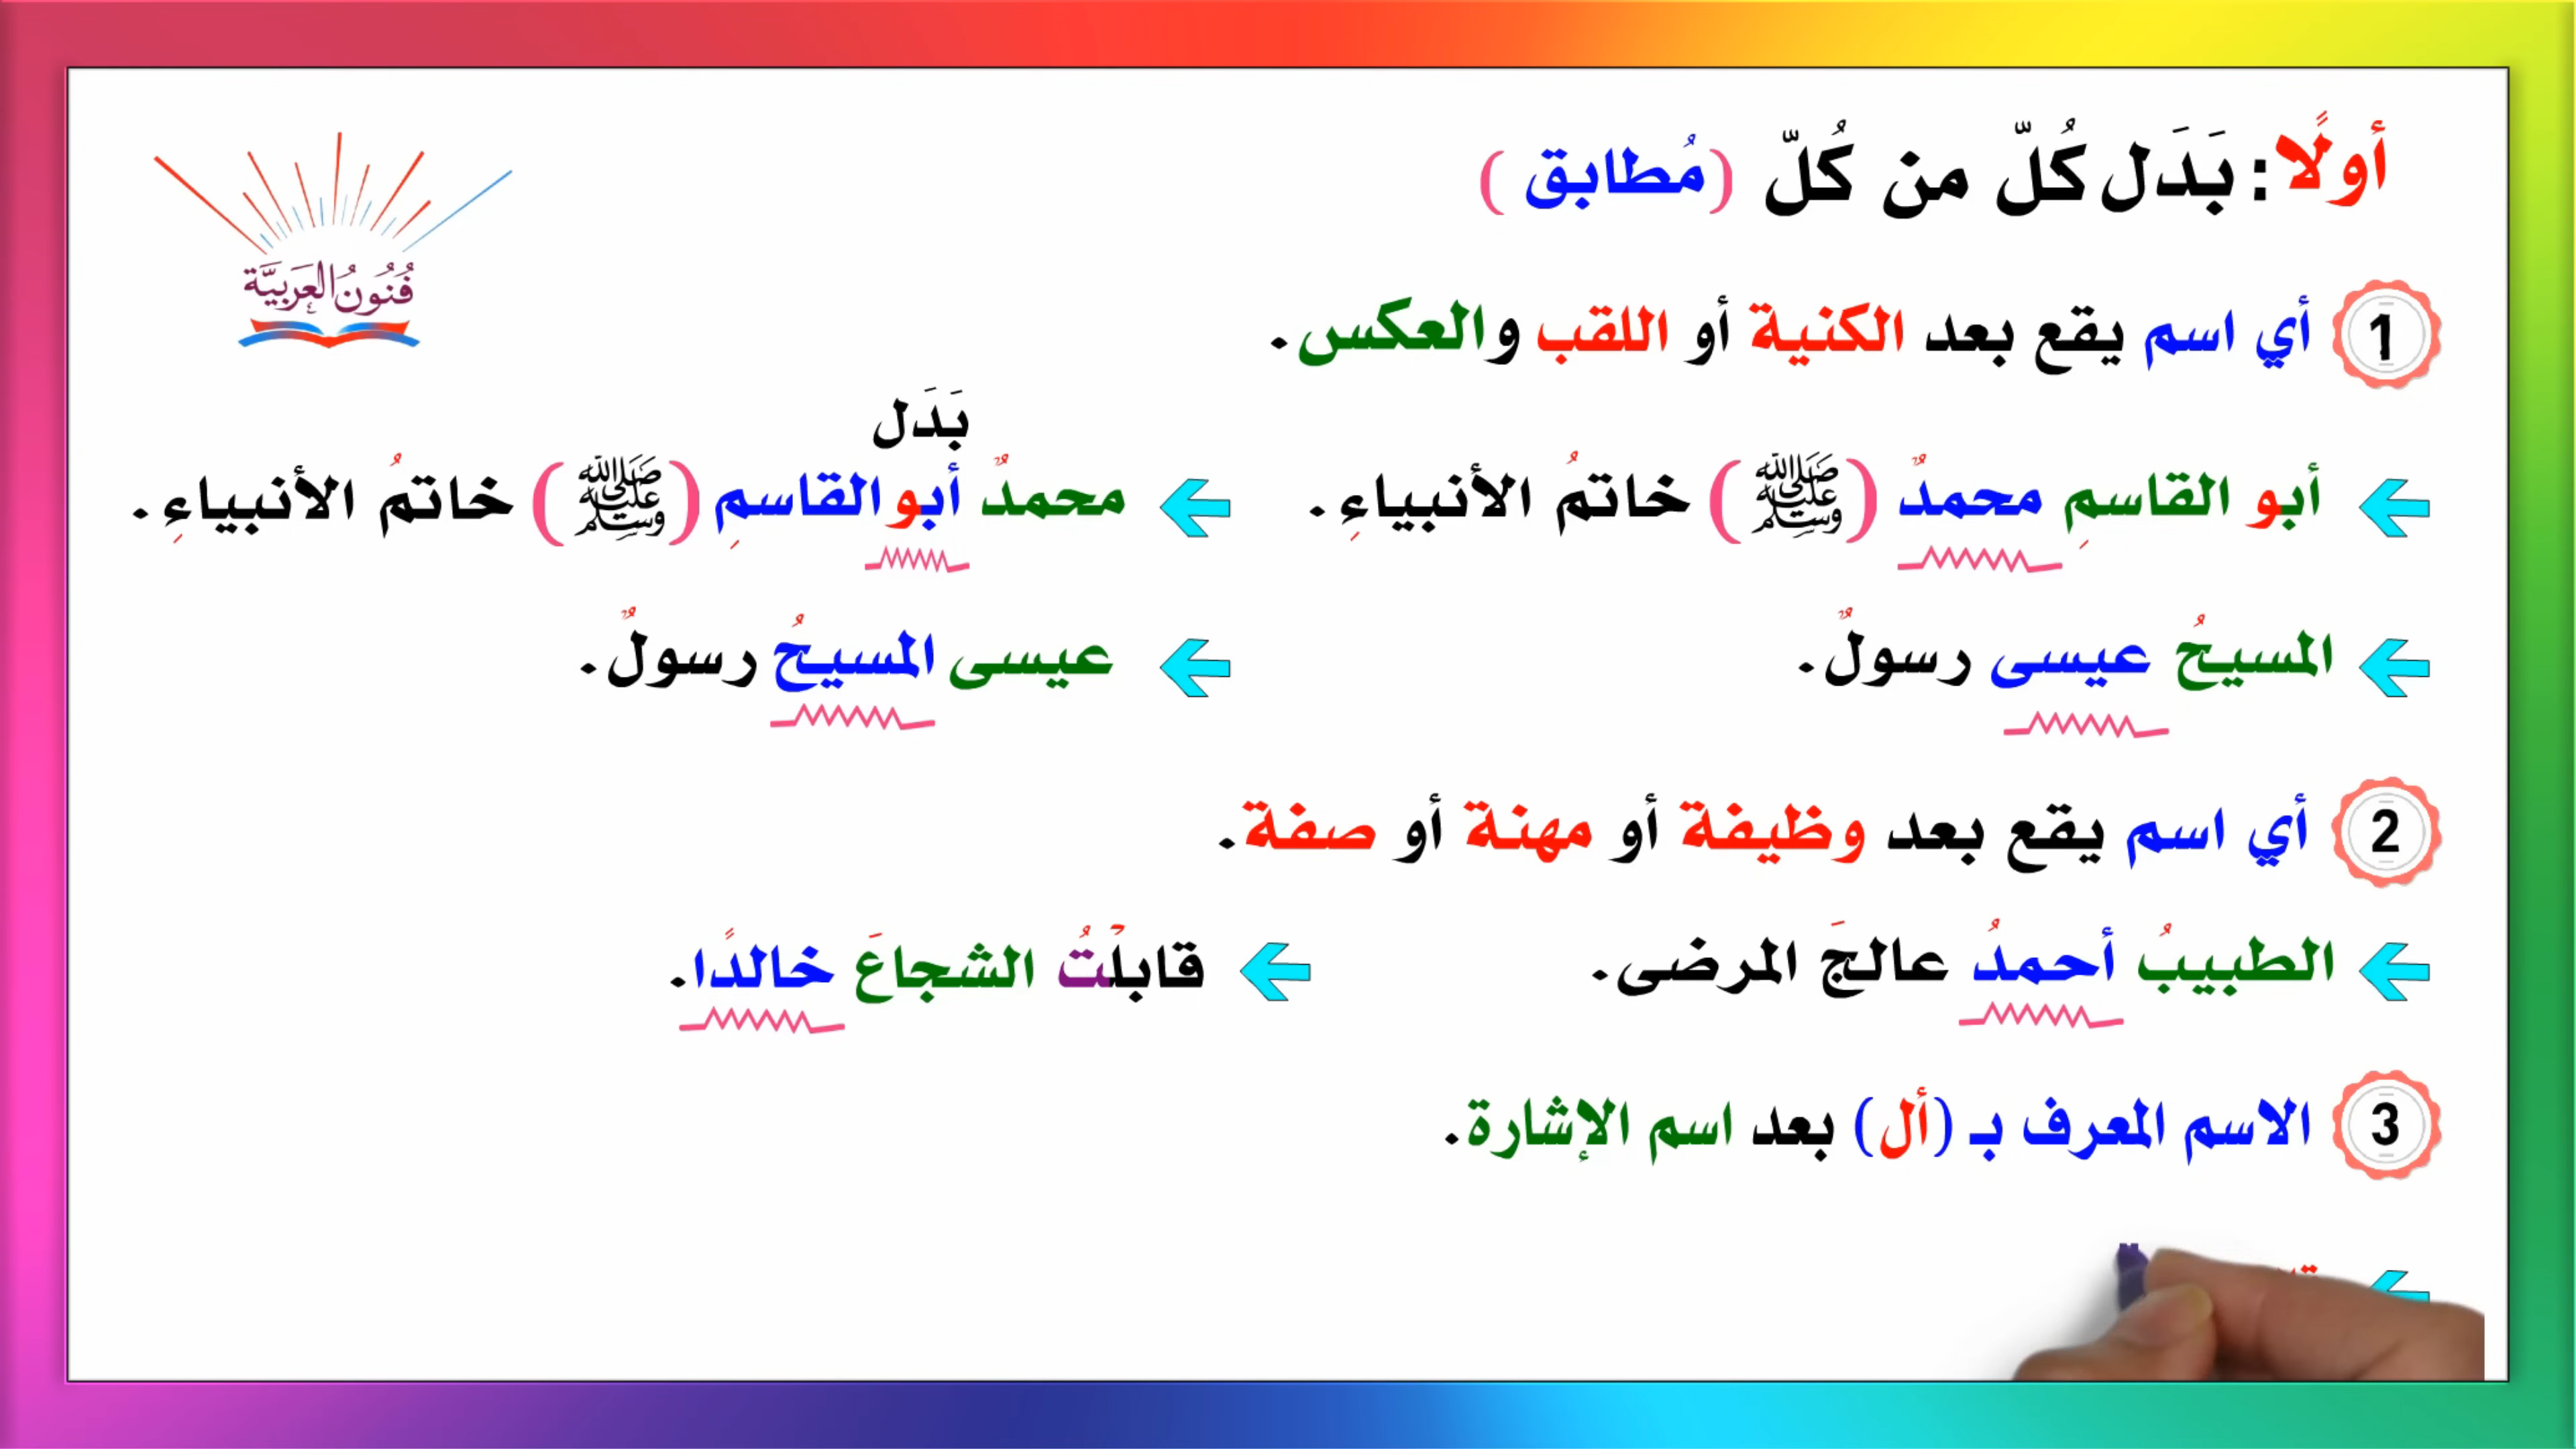 أولًا: بَدَل كُلّ من كُلّ (مُطابق)
فُنُونُ العَرَبِيَّة
1 أي اسم يقع بعد الكنية أو اللقب والعكس.
بَدَل
أبو القاسمِ محمدٌ (ﷺ) خاتمُ الأنبياءِ. محمدٌ أبو القاسمِ (ﷺ) خاتمُ الأنبياءِ.
المسيحُ عيسى رسولٌ. عيسى المسيحُ رسولٌ.
2 أي اسم يقع بعد وظيفة أو مهنة أو صفة.
الطبيبُ أحمدُ عالجَ المرضى. قابلْتُ الشجاعَ خالدًا.
3 الاسم المعرف بـ (أل) بعد اسم الإشارة.